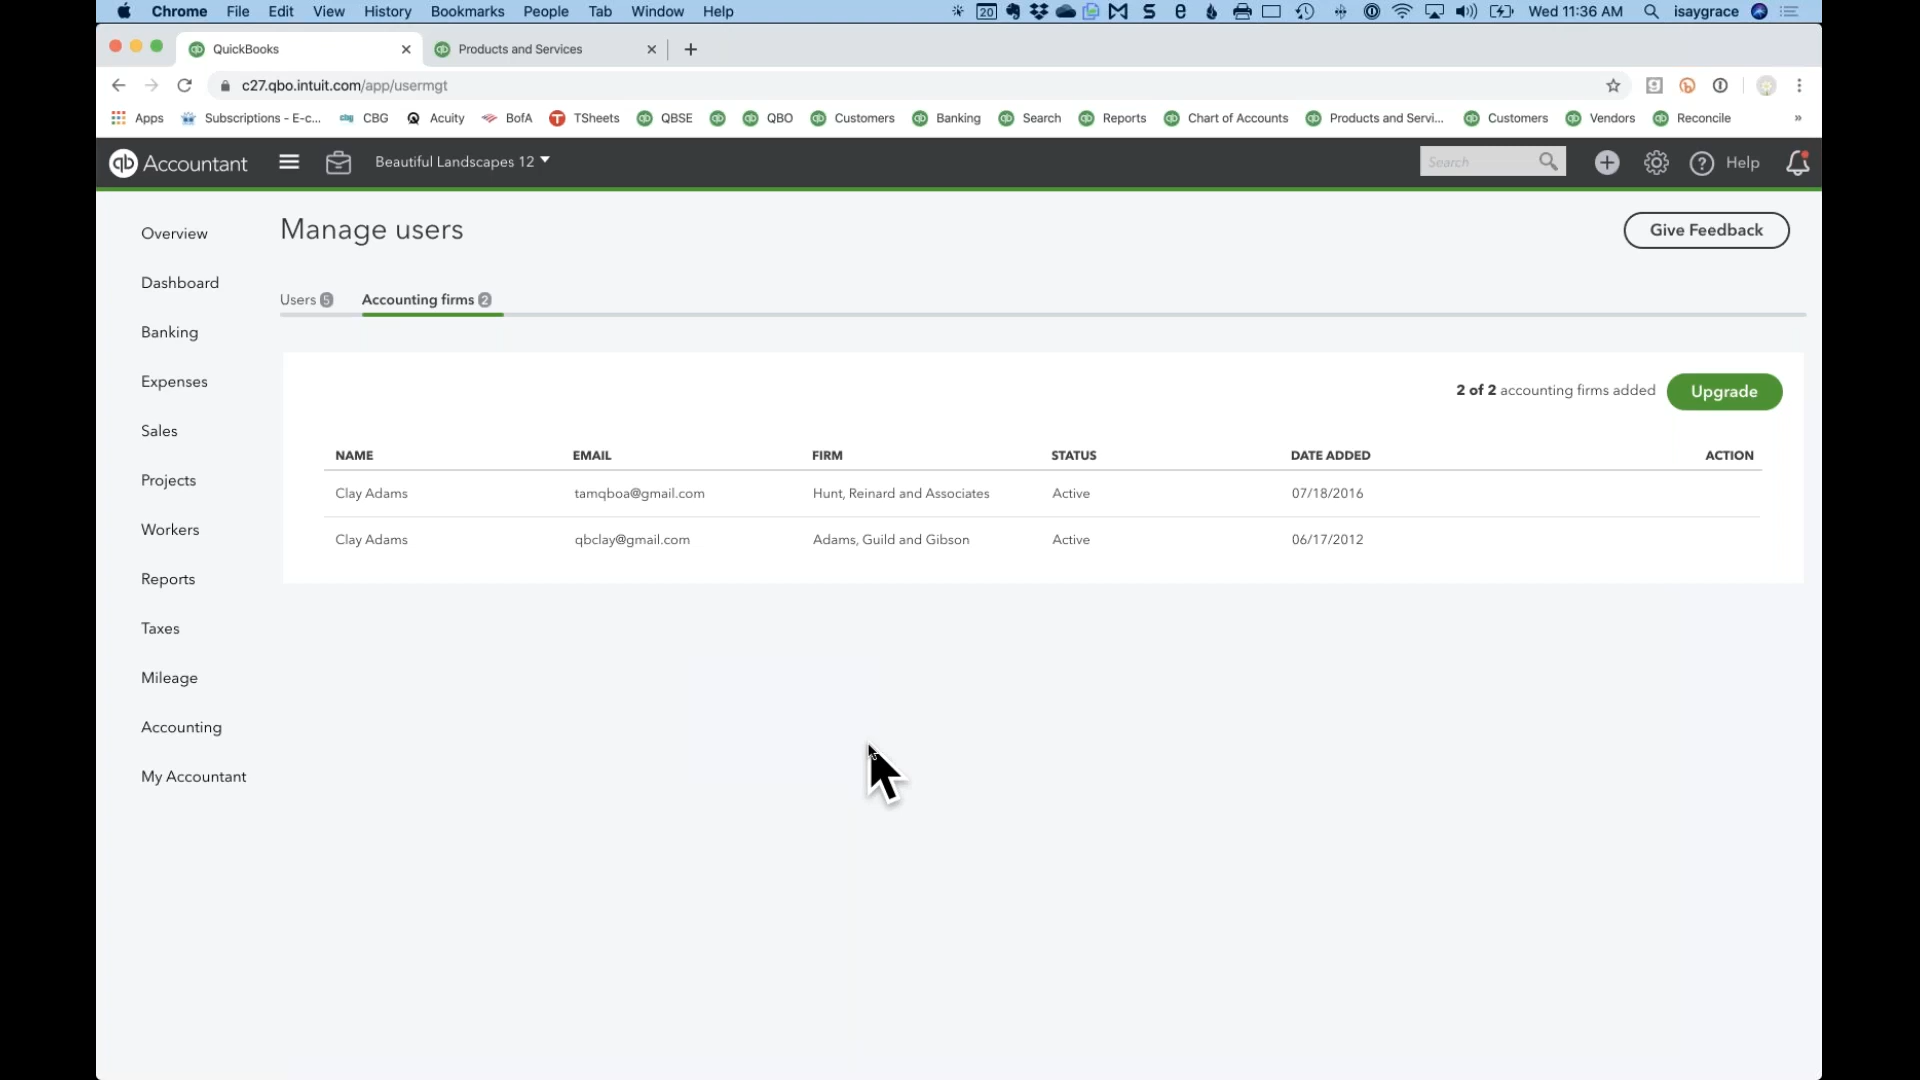 Chrome File Edit View History Bookmarks People Tab Window Help 20 Wed 11:36 AM isaygrace
QuickBooks Products and Services
c27.qbo.intuit.com/app/usermgt
Apps Subscriptions - E-c... cbg CBG Acuity BofA TSheets QBSE QBO Customers Banking Search Reports Chart of Accounts Products and Servi... Customers Vendors Reconcile »
qb Accountant Beautiful Landscapes 12 Search Help
Manage users
Give Feedback
Users 5 Accounting firms 2
2 of 2 accounting firms added Upgrade
NAME EMAIL FIRM STATUS DATE ADDED ACTION
Clay Adams tamqboa@gmail.com Hunt, Reinard and Associates Active 07/18/2016
Clay Adams qbclay@gmail.com Adams, Guild and Gibson Active 06/17/2012
Overview
Dashboard
Banking
Expenses
Sales
Projects
Workers
Reports
Taxes
Mileage
Accounting
My Accountant